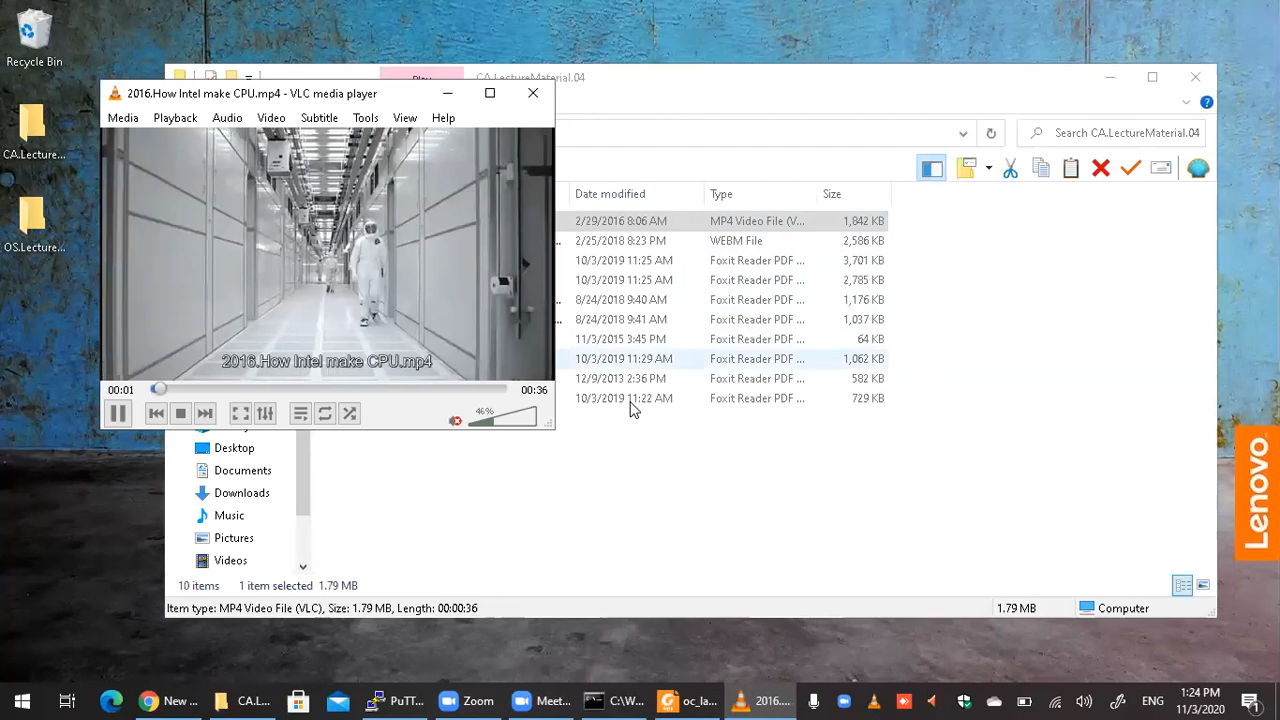 Recycle Bin
CA.Lecture...
OS.Lecture...
CA.LectureMaterial.04
2016.How Intel make CPU.mp4 - VLC media player
Media Playback Audio Video Subtitle Tools View Help
Search CA.LectureMaterial.04
Date modified Type Size
2/29/2016 8:06 AM MP4 Video File (V... 1,842 KB
2/25/2018 8:23 PM WEBM File 2,586 KB
10/3/2019 11:25 AM Foxit Reader PDF ... 3,701 KB
10/3/2019 11:25 AM Foxit Reader PDF ... 2,785 KB
8/24/2018 9:40 AM Foxit Reader PDF ... 1,176 KB
8/24/2018 9:41 AM Foxit Reader PDF ... 1,037 KB
11/3/2015 3:45 PM Foxit Reader PDF ... 64 KB
10/3/2019 11:29 AM Foxit Reader PDF ... 1,062 KB
12/9/2013 2:36 PM Foxit Reader PDF ... 582 KB
10/3/2019 11:22 AM Foxit Reader PDF ... 729 KB
2016.How Intel make CPU.mp4
00:01 00:36
46%
Desktop
Documents
Downloads
Music
Pictures
Videos
10 items 1 item selected 1.79 MB
Item type: MP4 Video File (VLC), Size: 1.79 MB, Length: 00:00:36 1.79 MB Computer
Lenovo
New ... CA.L... PuTT... Zoom Meet... C:\W... oc_la... 2016.... ENG 1:24 PM
11/3/2020